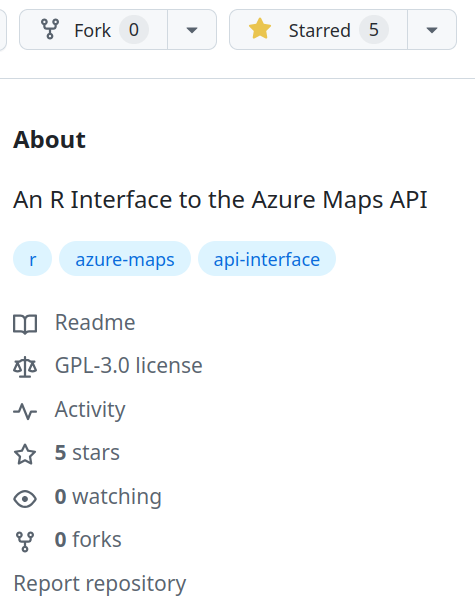 Fork 0 Starred 5
About
An R Interface to the Azure Maps API
r azure-maps api-interface
Readme
GPL-3.0 license
Activity
5 stars
0 watching
0 forks
Report repository